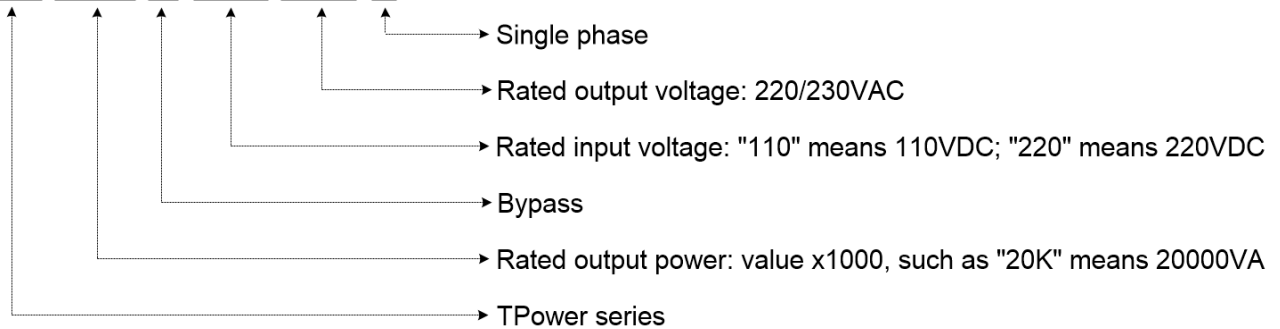 Single phase
Rated output voltage: 220/230VAC
Rated input voltage: "110" means 110VDC; "220" means 220VDC
Bypass
Rated output power: value x1000, such as "20K" means 20000VA
TPower series